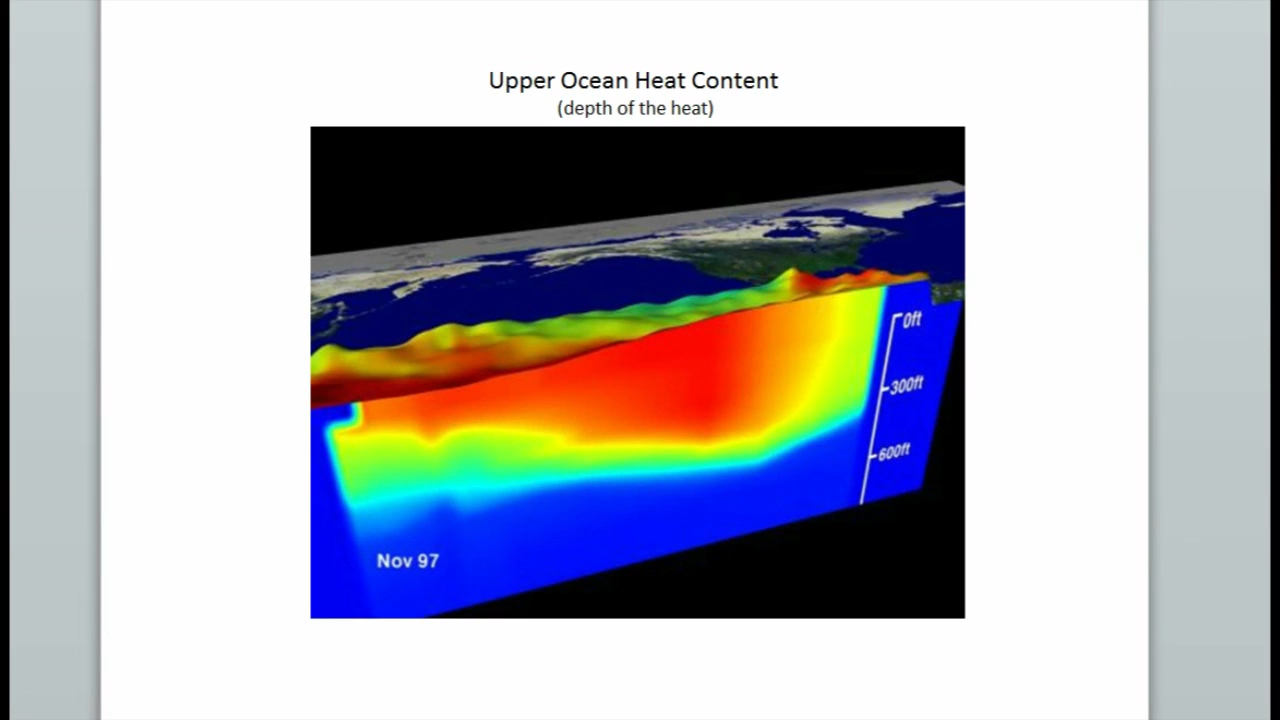 Upper Ocean Heat Content
(depth of the heat)
0ft
300ft
600ft
Nov 97